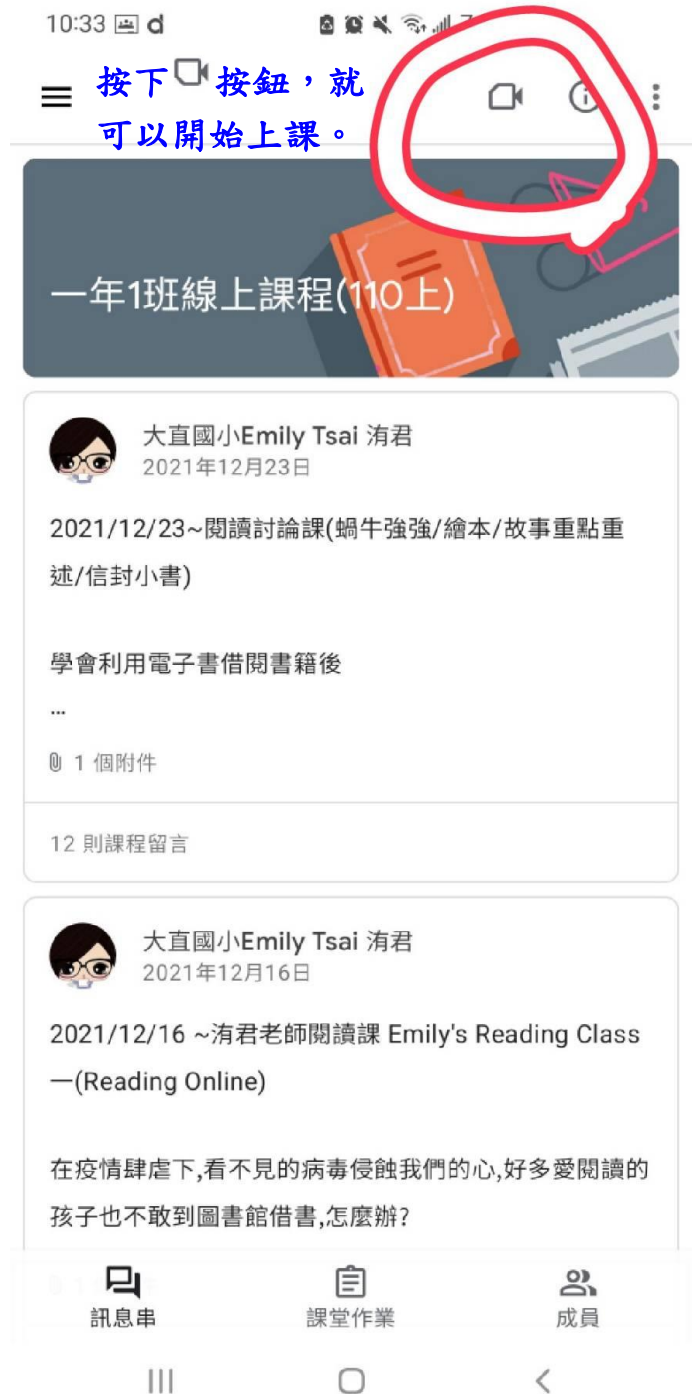 10:33
按下 按鈕，就
可以開始上課。
一年1班線上課程(110上)
大直國小Emily Tsai 洧君
2021年12月23日
2021/12/23~閱讀討論課(蝸牛強強/繪本/故事重點重
述/信封小書)
學會利用電子書借閱書籍後
...
1 個附件
12 則課程留言
大直國小Emily Tsai 洧君
2021年12月16日
2021/12/16 ~洧君老師閱讀課 Emily's Reading Class
一(Reading Online)
在疫情肆虐下,看不見的病毒侵蝕我們的心,好多愛閱讀的
孩子也不敢到圖書館借書,怎麼辦?
訊息串 課堂作業 成員